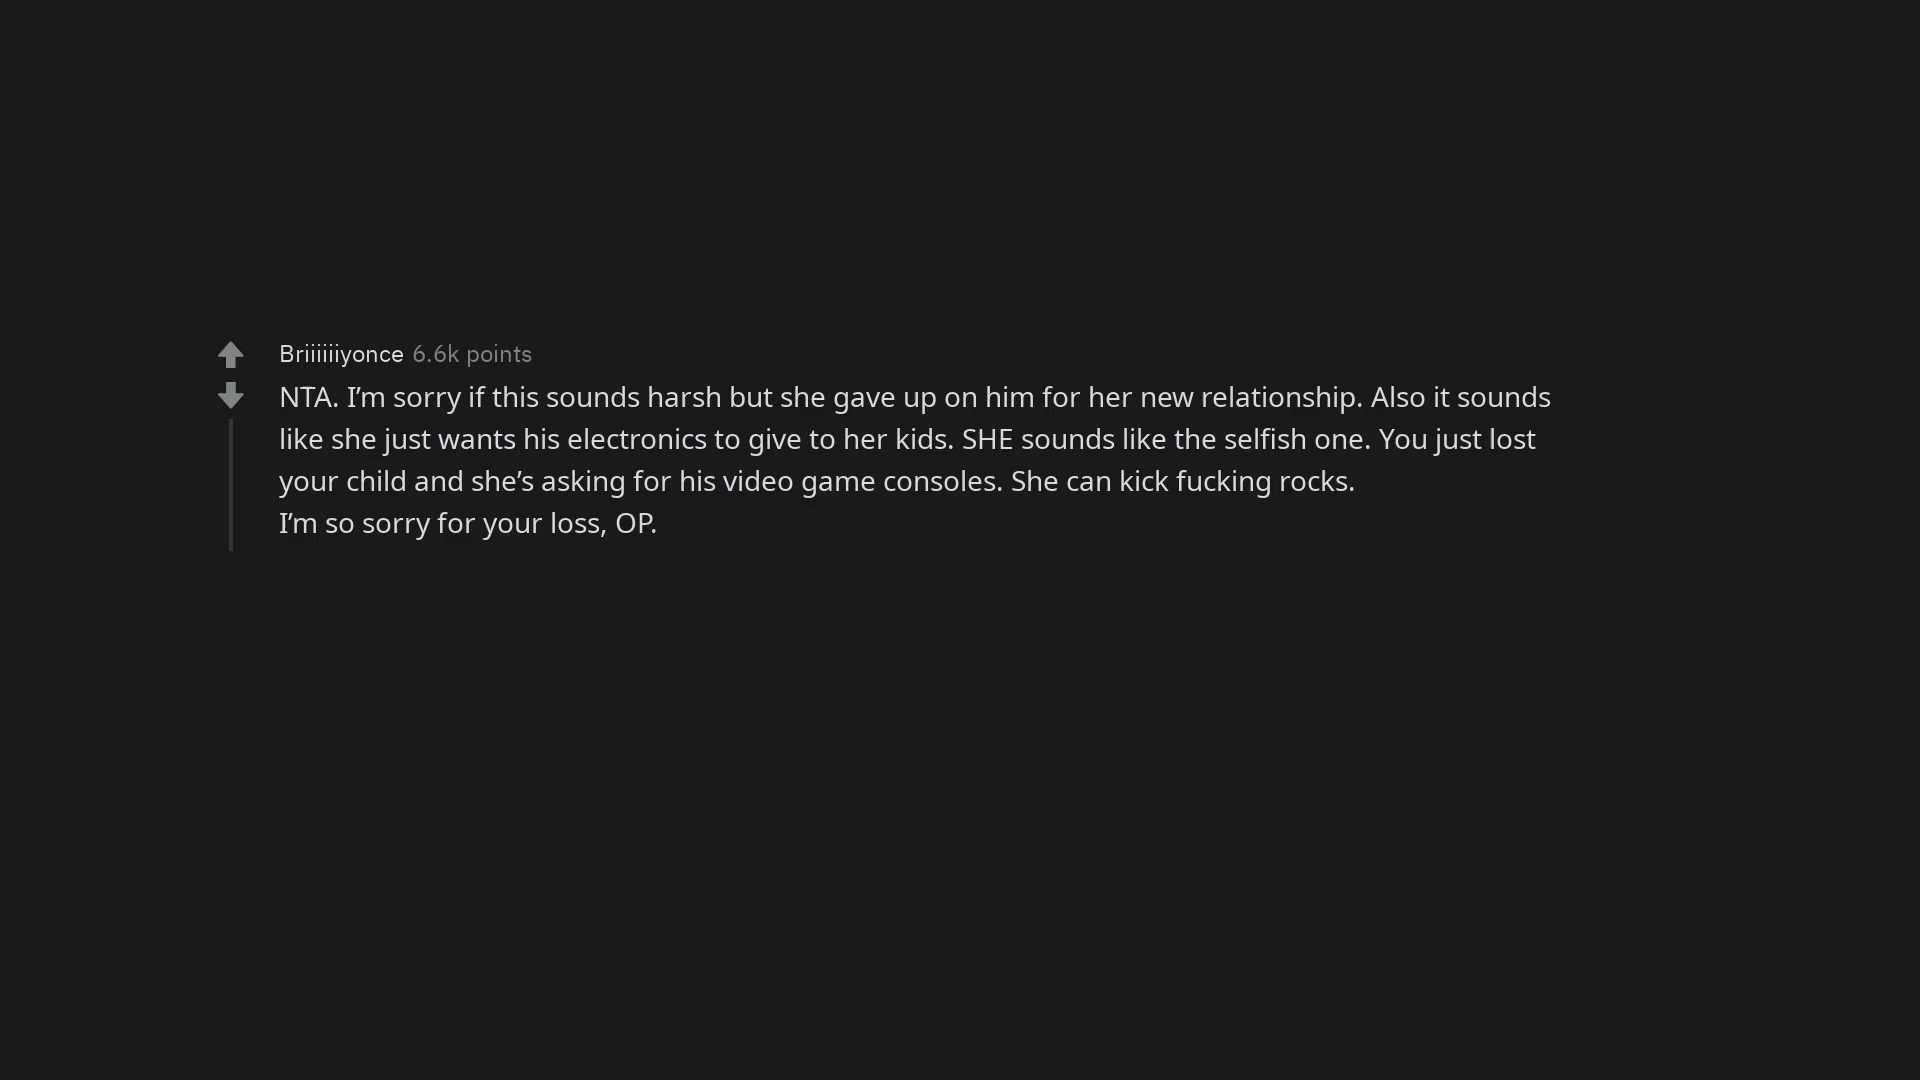 Briiiiiiyonce 6.6k points
NTA. I’m sorry if this sounds harsh but she gave up on him for her new relationship. Also it sounds
like she just wants his electronics to give to her kids. SHE sounds like the selfish one. You just lost
your child and she’s asking for his video game consoles. She can kick fucking rocks.
I’m so sorry for your loss, OP.